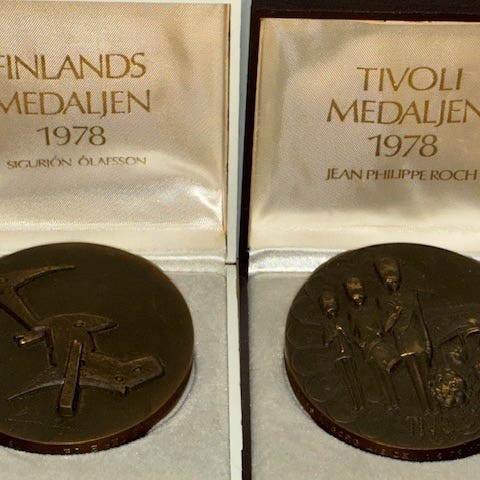 FINLANDS
MEDALJEN
1978
SIGURJÓN ÓLAFSSON
TIVOLI
MEDALJEN
1978
JEAN PHILIPPE ROCH